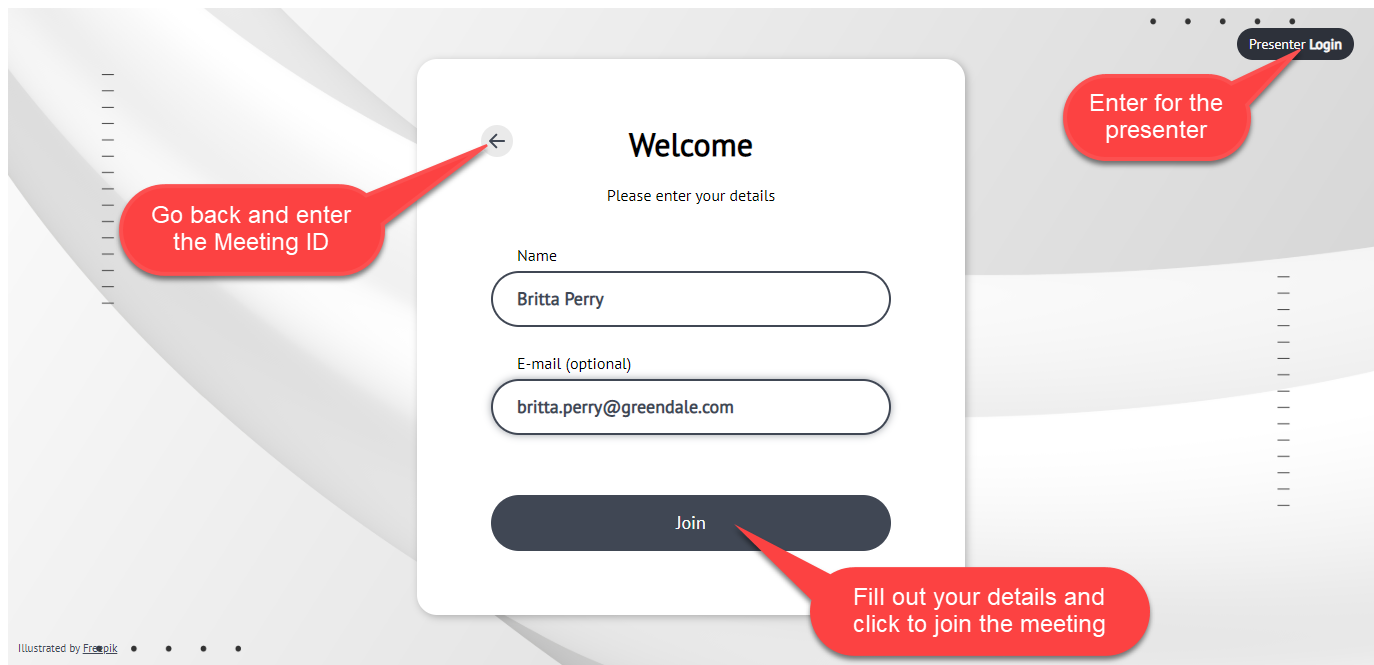 Presenter Login
Enter for the
presenter
Welcome
Please enter your details
Go back and enter
the Meeting ID
Name
Britta Perry
E-mail (optional)
britta.perry@greendale.com
Join
Fill out your details and
click to join the meeting
Illustrated by Freepik